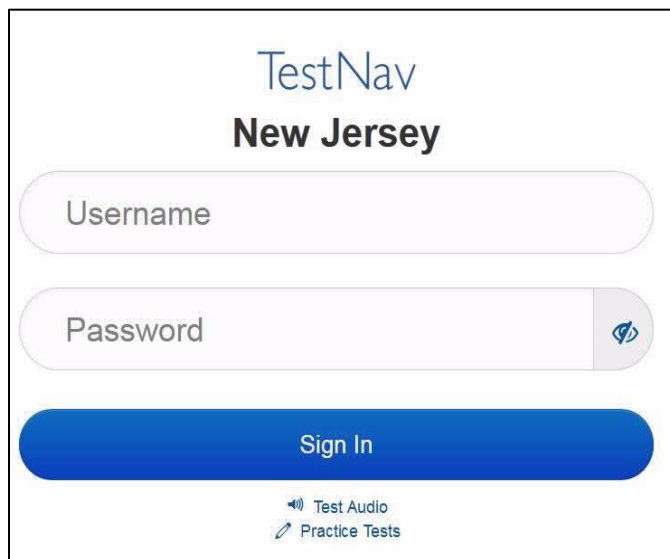 TestNav
New Jersey
Username
Password
Sign In
Test Audio
Practice Tests